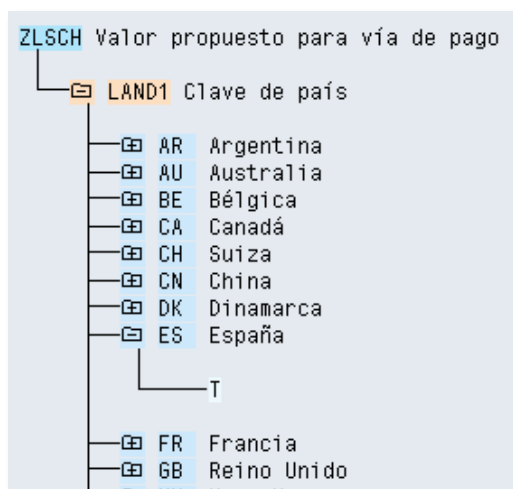 ZLSCH Valor propuesto para vía de pago
LAND1 Clave de país
AR Argentina
AU Australia
BE Bélgica
CA Canadá
CH Suiza
CN China
DK Dinamarca
ES España
T
FR Francia
GB Reino Unido